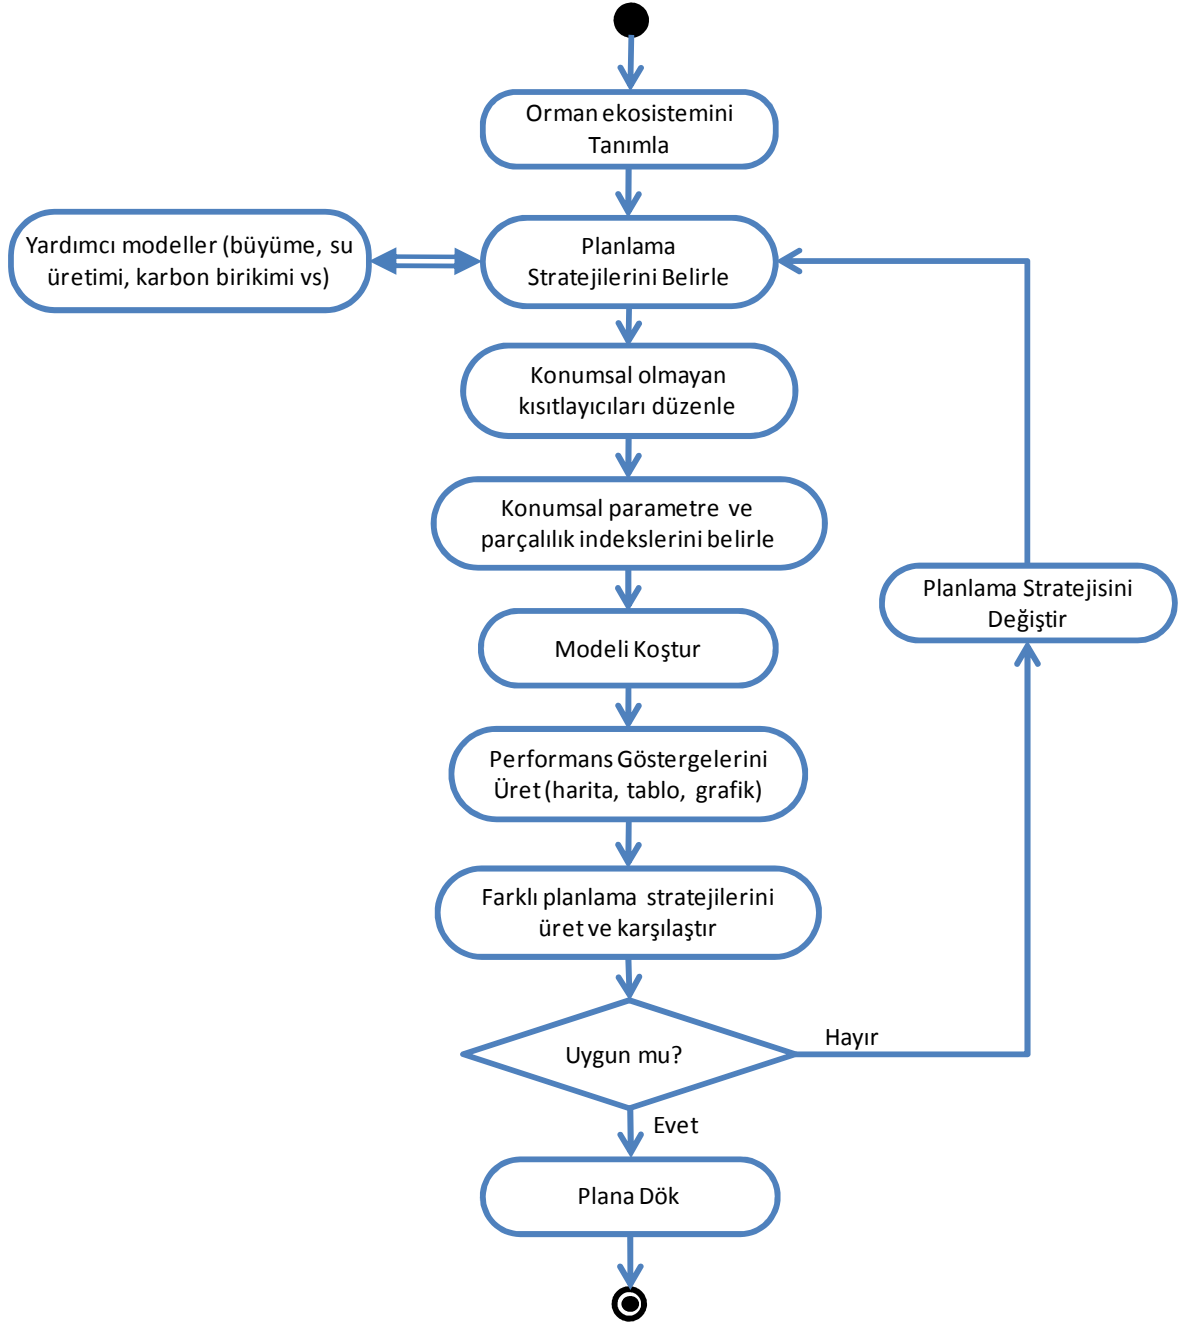 Orman ekosistemini
Tanımla
Yardımcı modeller (büyüme, su
üretimi, karbon birikimi vs)
Planlama
Stratejilerini Belirle
Konumsal olmayan
kısıtlayıcıları düzenle
Konumsal parametre ve
parçalılık indekslerini belirle
Planlama Stratejisini
Değiştir
Modeli Koştur
Performans Göstergelerini
Üret (harita, tablo, grafik)
Farklı planlama stratejilerini
üret ve karşılaştır
Uygun mu?
Hayır
Evet
Plana Dök